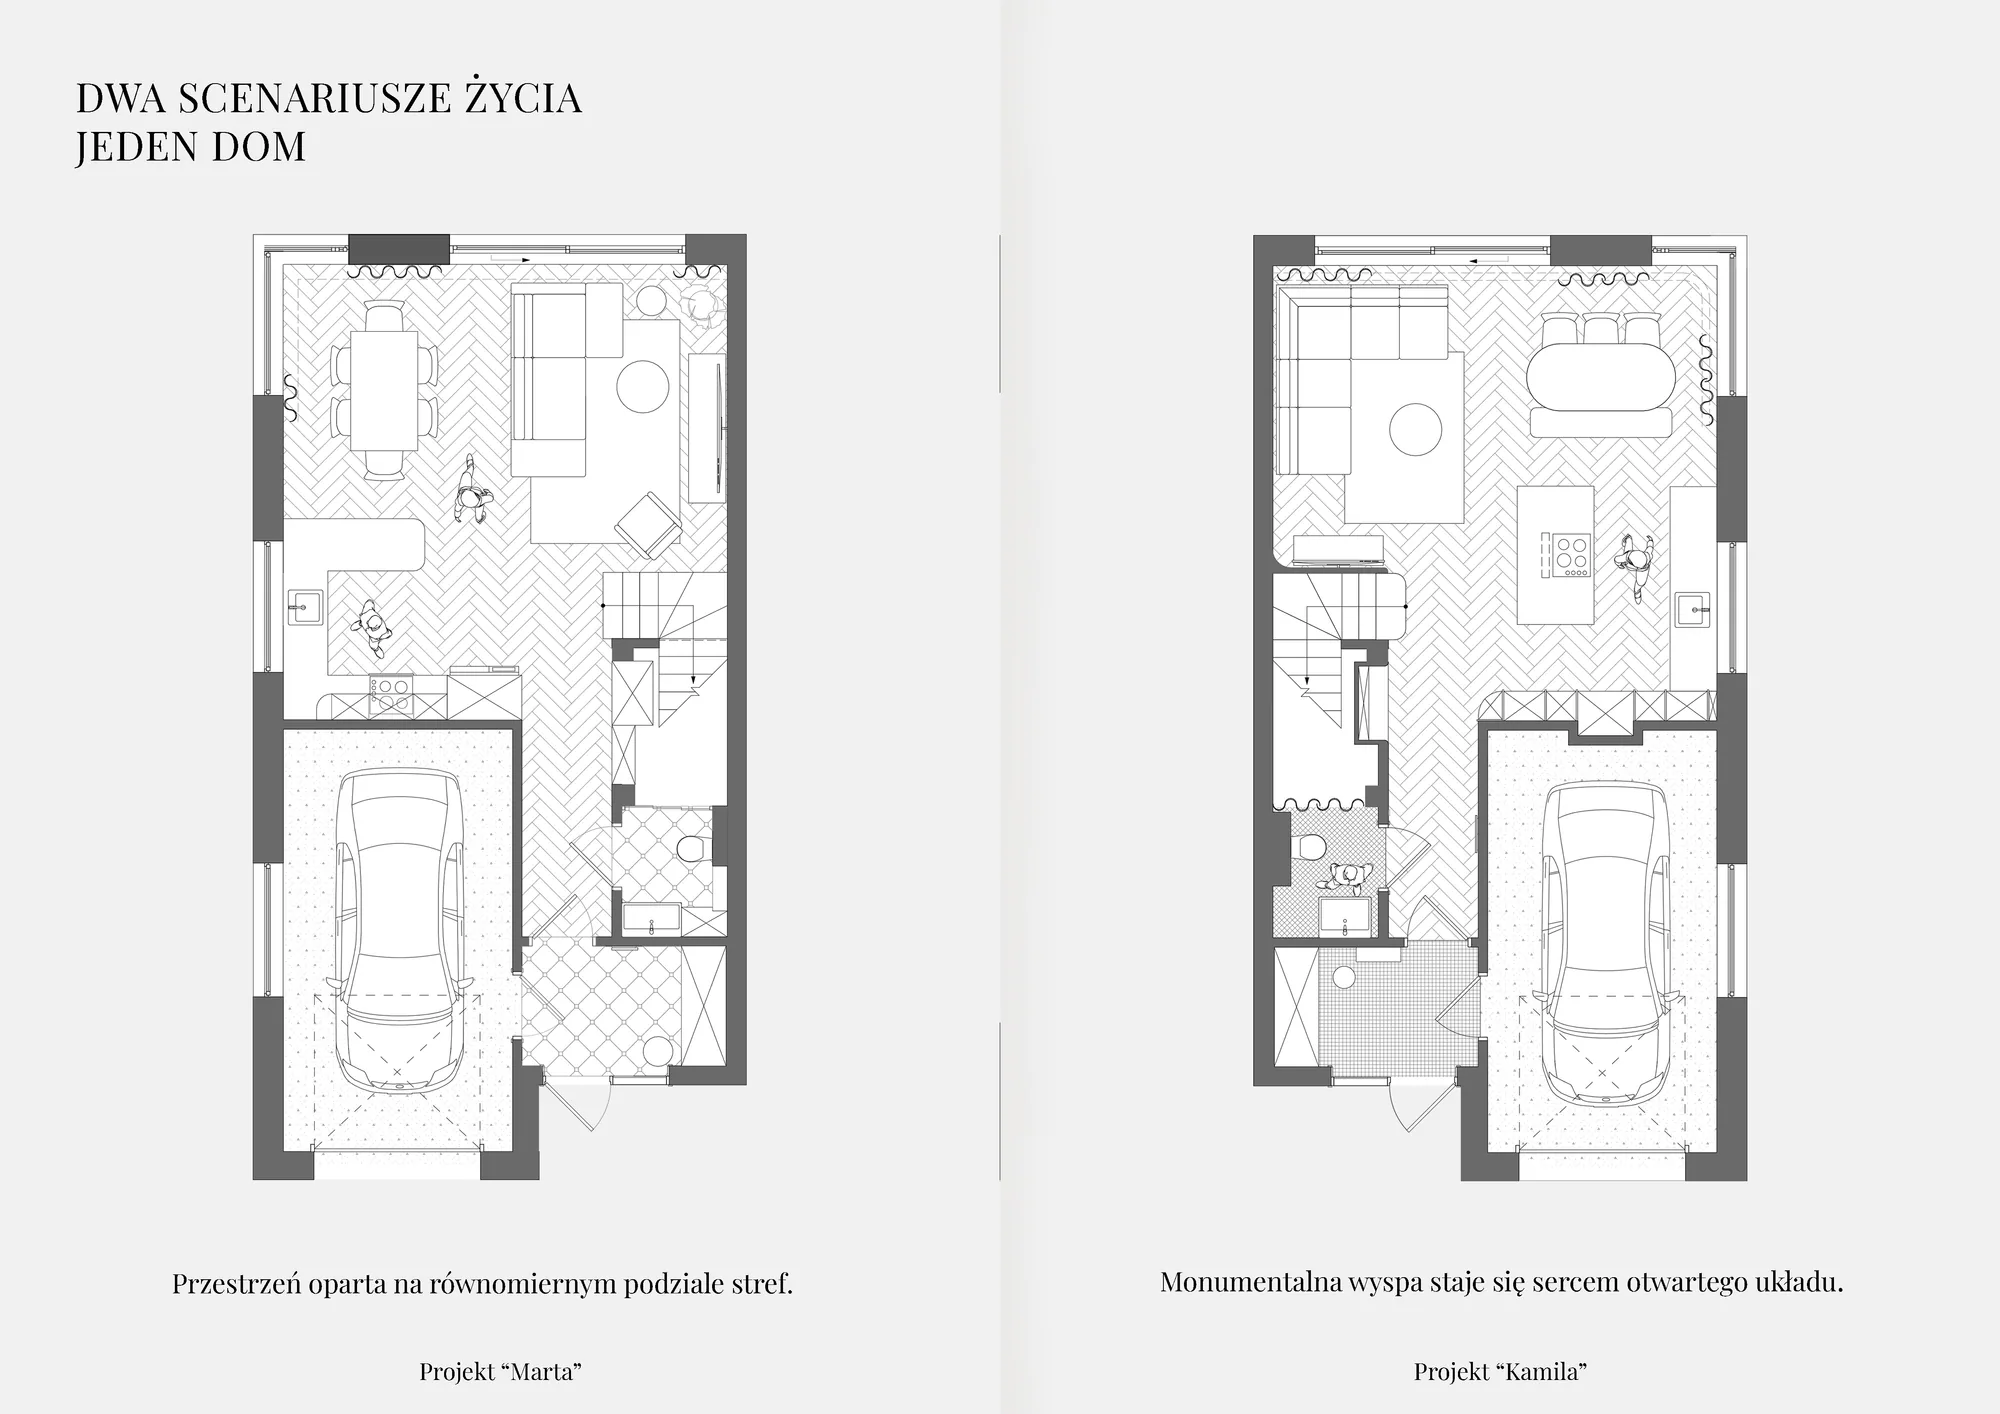 DWA SCENARIUSZE ŻYCIA
JEDEN DOM
Przestrzeń oparta na równomiernym podziale stref.
Projekt “Marta”
Monumentalna wyspa staje się sercem otwartego układu.
Projekt “Kamila”